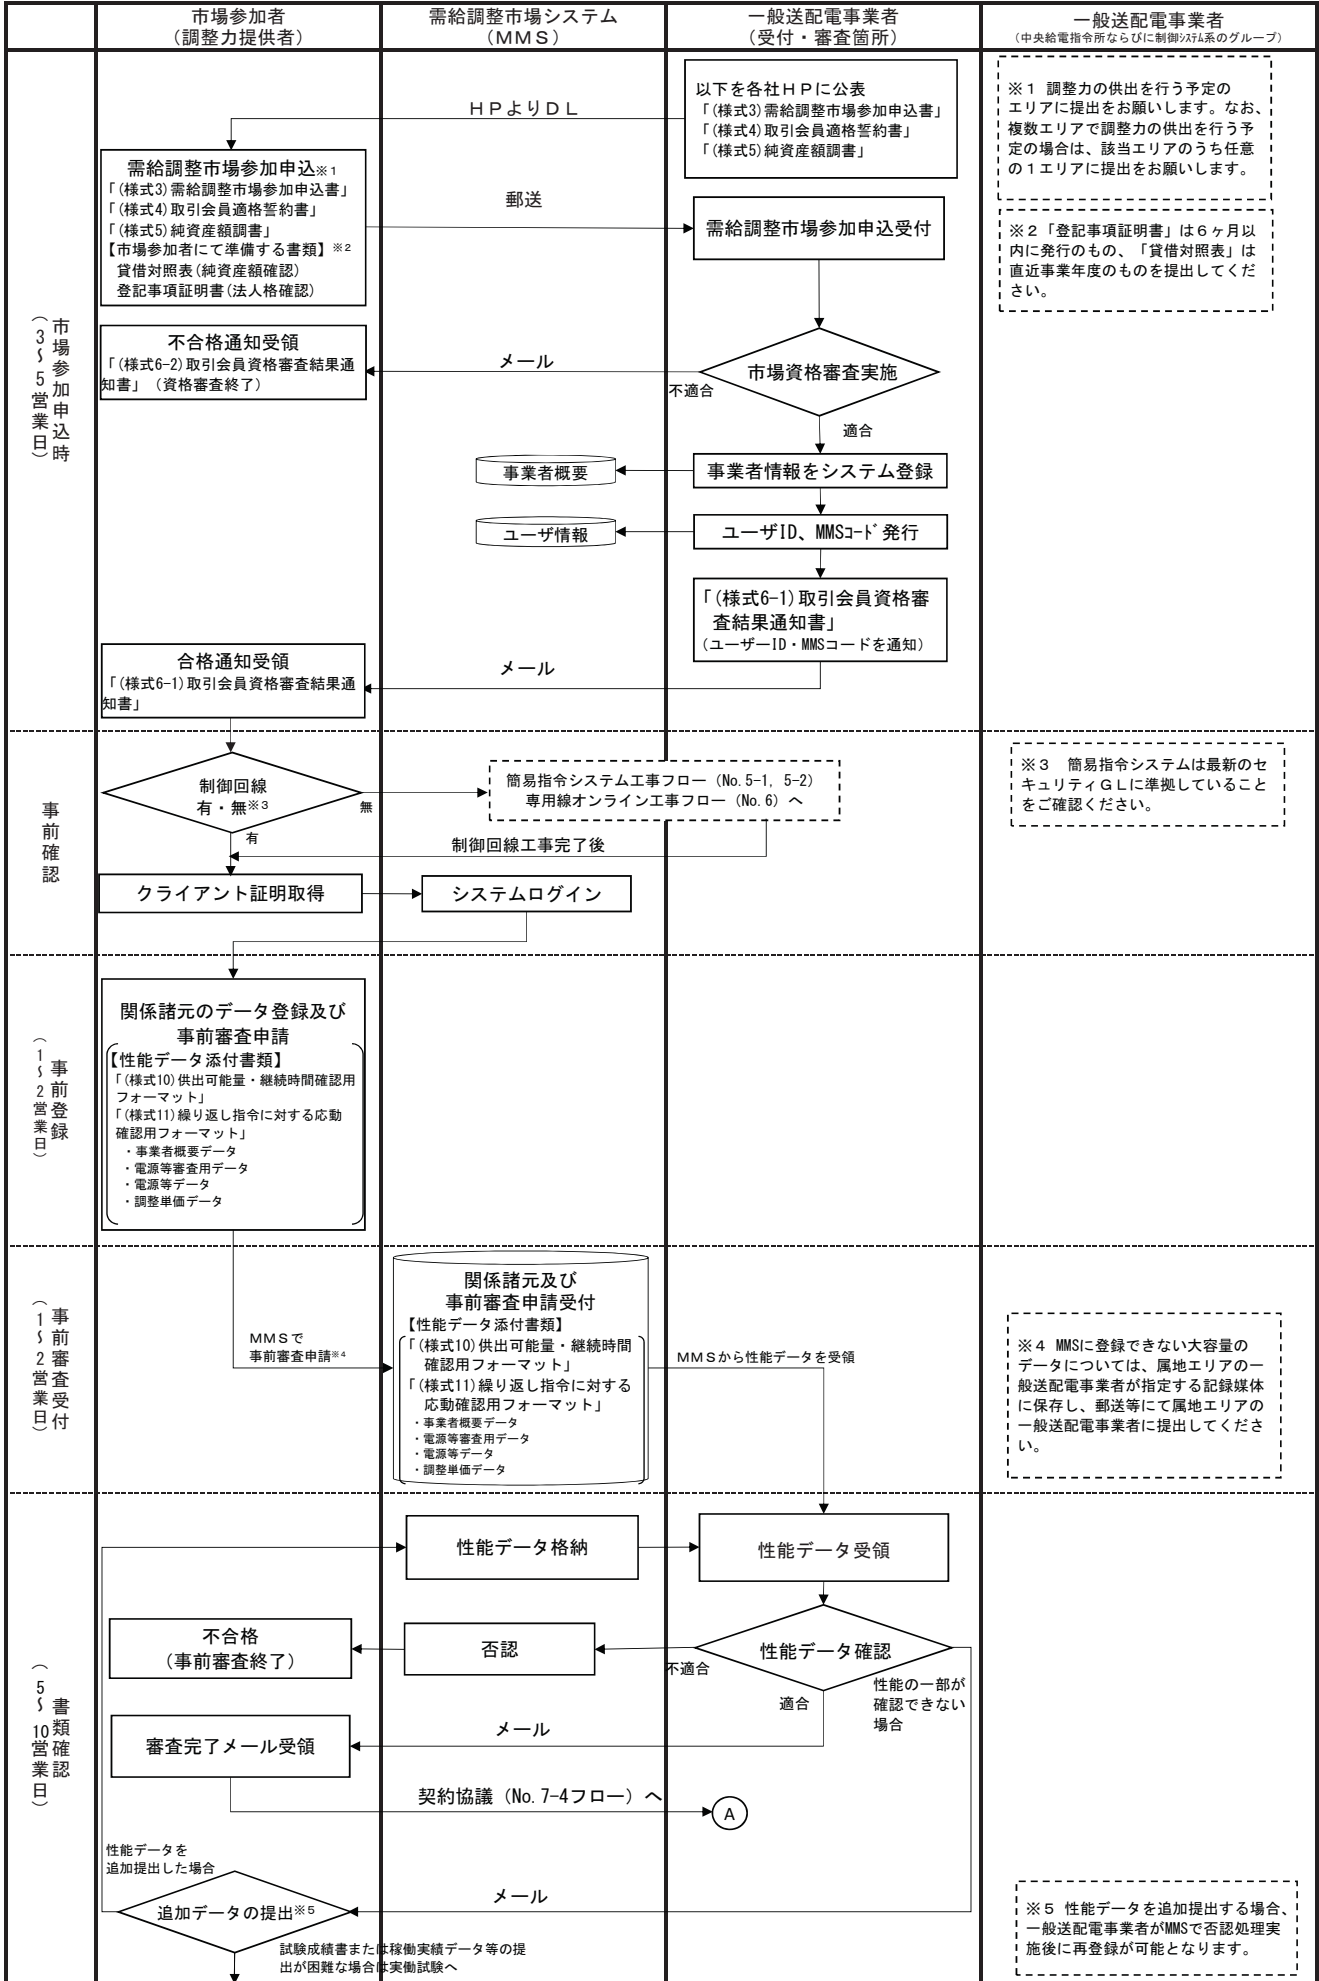 市場参加者
(調整力提供者)
需給調整市場システム
(ＭＭＳ)
一般送配電事業者
(受付・審査箇所)
一般送配電事業者
(中央給電指令所ならびに制御ｼｽﾃﾑ系のグループ)
市場参加申込時
(3～5営業日)
ＨＰよりＤＬ
以下を各社ＨＰに公表
「(様式3)需給調整市場参加申込書」
「(様式4)取引会員適格誓約書」
「(様式5)純資産額調書」
※１ 調整力の供出を行う予定の
エリアに提出をお願いします。なお、
複数エリアで調整力の供出を行う予
定の場合は、該当エリアのうち任意
の１エリアに提出をお願いします。
需給調整市場参加申込※1
「(様式3)需給調整市場参加申込書」
「(様式4)取引会員適格誓約書」
「(様式5)純資産額調書」
【市場参加者にて準備する書類】※2
貸借対照表(純資産額確認)
登記事項証明書(法人格確認)
郵送
需給調整市場参加申込受付
※２「登記事項証明書」は６ヶ月以
内に発行のもの、「貸借対照表」は
直近事業年度のものを提出してくだ
さい。
不合格通知受領
「(様式6-2)取引会員資格審査結果通
知書」（資格審査終了）
メール
不適合
市場資格審査実施
適合
事業者概要
事業者情報をシステム登録
ユーザ情報
ユーザID、MMSｺｰﾄﾞ発行
「(様式6-1)取引会員資格審
査結果通知書」
(ユーザーID・MMSコードを通知)
合格通知受領
「(様式6-1)取引会員資格審査結果通
知書」
メール
事前確認
制御回線
有・無※3
無
有
簡易指令システム工事フロー（No.5-1, 5-2）
専用線オンライン工事フロー（No.6）へ
※３　簡易指令システムは最新のセ
キュリティＧＬに準拠していること
をご確認ください。
制御回線工事完了後
クライアント証明取得
システムログイン
事前登録
(1～2営業日)
関係諸元のデータ登録及び
事前審査申請
【性能データ添付書類】
「(様式10)供出可能量・継続時間確認用
フォーマット」
「(様式11)繰り返し指令に対する応動
確認用フォーマット」
・事業者概要データ
・電源等審査用データ
・電源等データ
・調整単価データ
事前審査受付
(1～2営業日)
ＭＭＳで
事前審査申請※4
関係諸元及び
事前審査申請受付
【性能データ添付書類】
「(様式10)供出可能量・継続時間
確認用フォーマット」
「(様式11)繰り返し指令に対する
応動確認用フォーマット」
・事業者概要データ
・電源等審査用データ
・電源等データ
・調整単価データ
ＭＭＳから性能データを受領
※４ MMSに登録できない大容量の
データについては、属地エリアの一
般送配電事業者が指定する記録媒体
に保存し、郵送等にて属地エリアの
一般送配電事業者に提出してくださ
い。
書類確認
(5～10営業日)
性能データ格納
性能データ受領
不合格
(事前審査終了)
否認
不適合
性能データ確認
適合
性能の一部が
確認できない
場合
審査完了メール受領
メール
契約協議（No.7-4フロー）へ
A
性能データを
追加提出した場合
追加データの提出※5
メール
※５ 性能データを追加提出する場合、
一般送配電事業者がMMSで否認処理実
施後に再登録が可能となります。
試験成績書または稼働実績データ等の提
出が困難な場合は実働試験へ